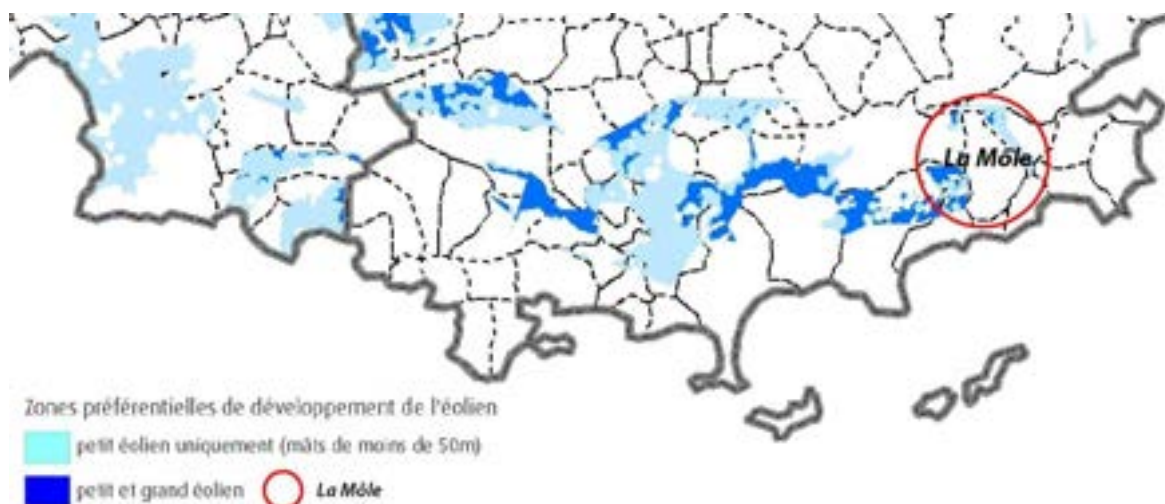 La Môle
Zones préférentielles de développement de l'éolien
petit éolien uniquement (mâts de moins de 50m)
petit et grand éolien La Môle